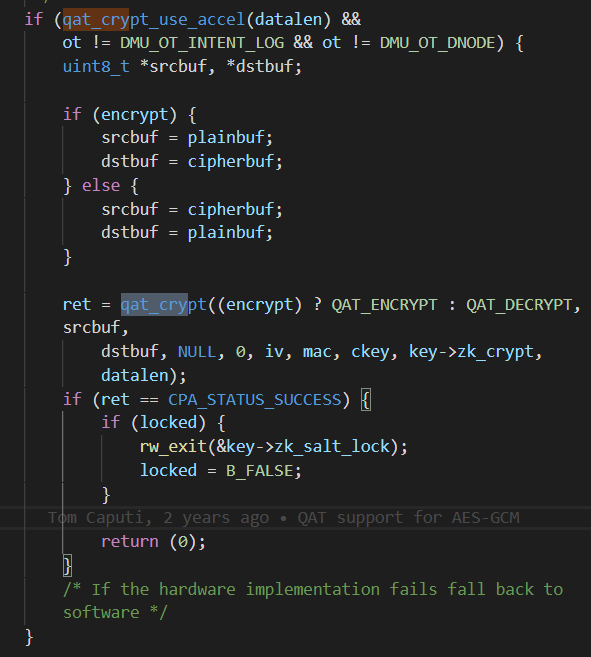 if (qat_crypt_use_accel(datalen) &&
ot != DMU_OT_INTENT_LOG && ot != DMU_OT_DNODE) {
uint8_t *srcbuf, *dstbuf;
if (encrypt) {
srcbuf = plainbuf;
dstbuf = cipherbuf;
} else {
srcbuf = cipherbuf;
dstbuf = plainbuf;
}
ret = qat_crypt((encrypt) ? QAT_ENCRYPT : QAT_DECRYPT,
srcbuf,
dstbuf, NULL, 0, iv, mac, ckey, key->zk_crypt,
datalen);
if (ret == CPA_STATUS_SUCCESS) {
if (locked) {
rw_exit(&key->zk_salt_lock);
locked = B_FALSE;
}
Tom Caputi, 2 years ago • QAT support for AES-GCM
return (0);
}
/* If the hardware implementation fails fall back to
software */
}